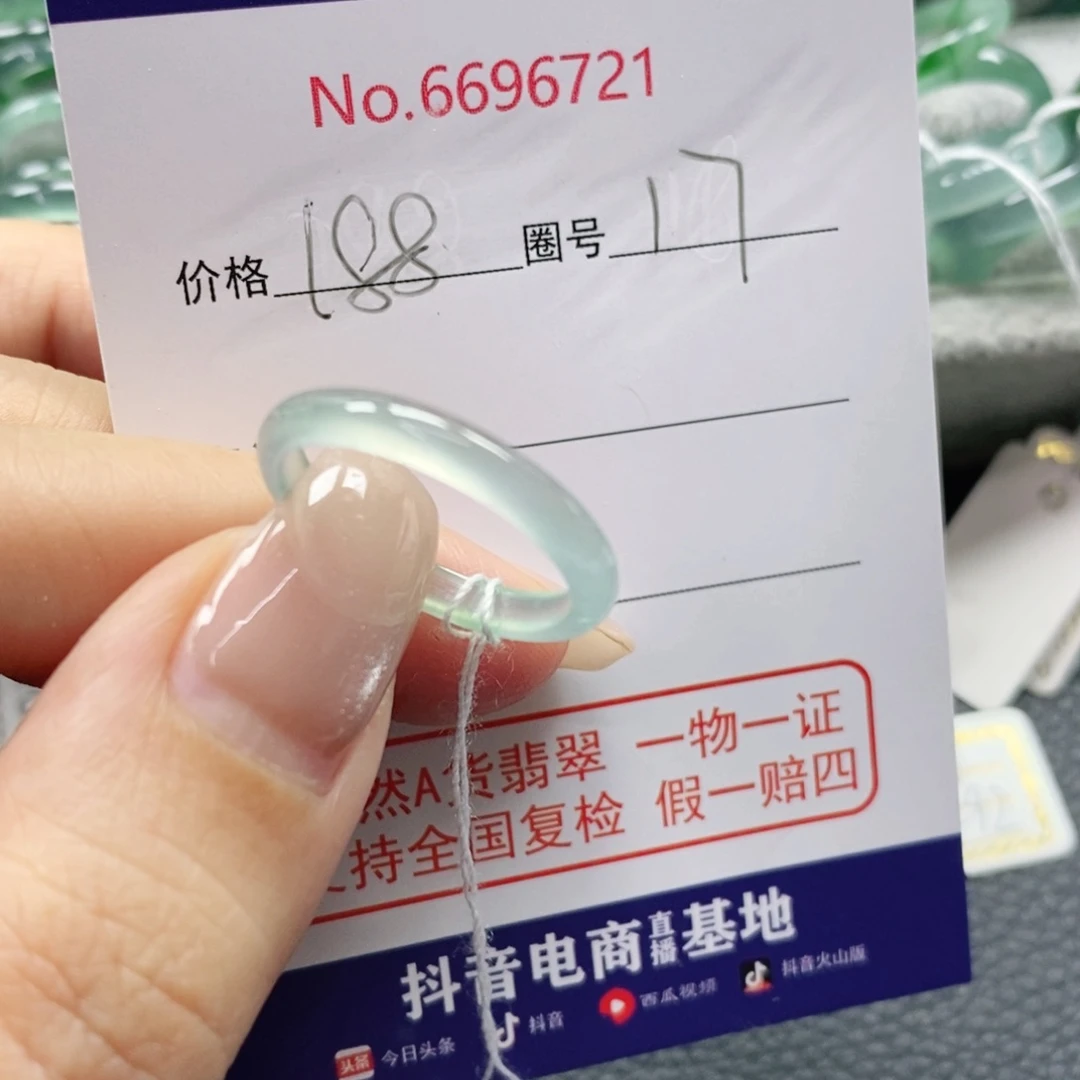 No.6696721
价格 188 圈号 17
然A货翡翠 一物一证
持全国复检 假一赔四
抖音电商直播基地
头条 今日头条 抖音 西瓜视频 抖音火山版